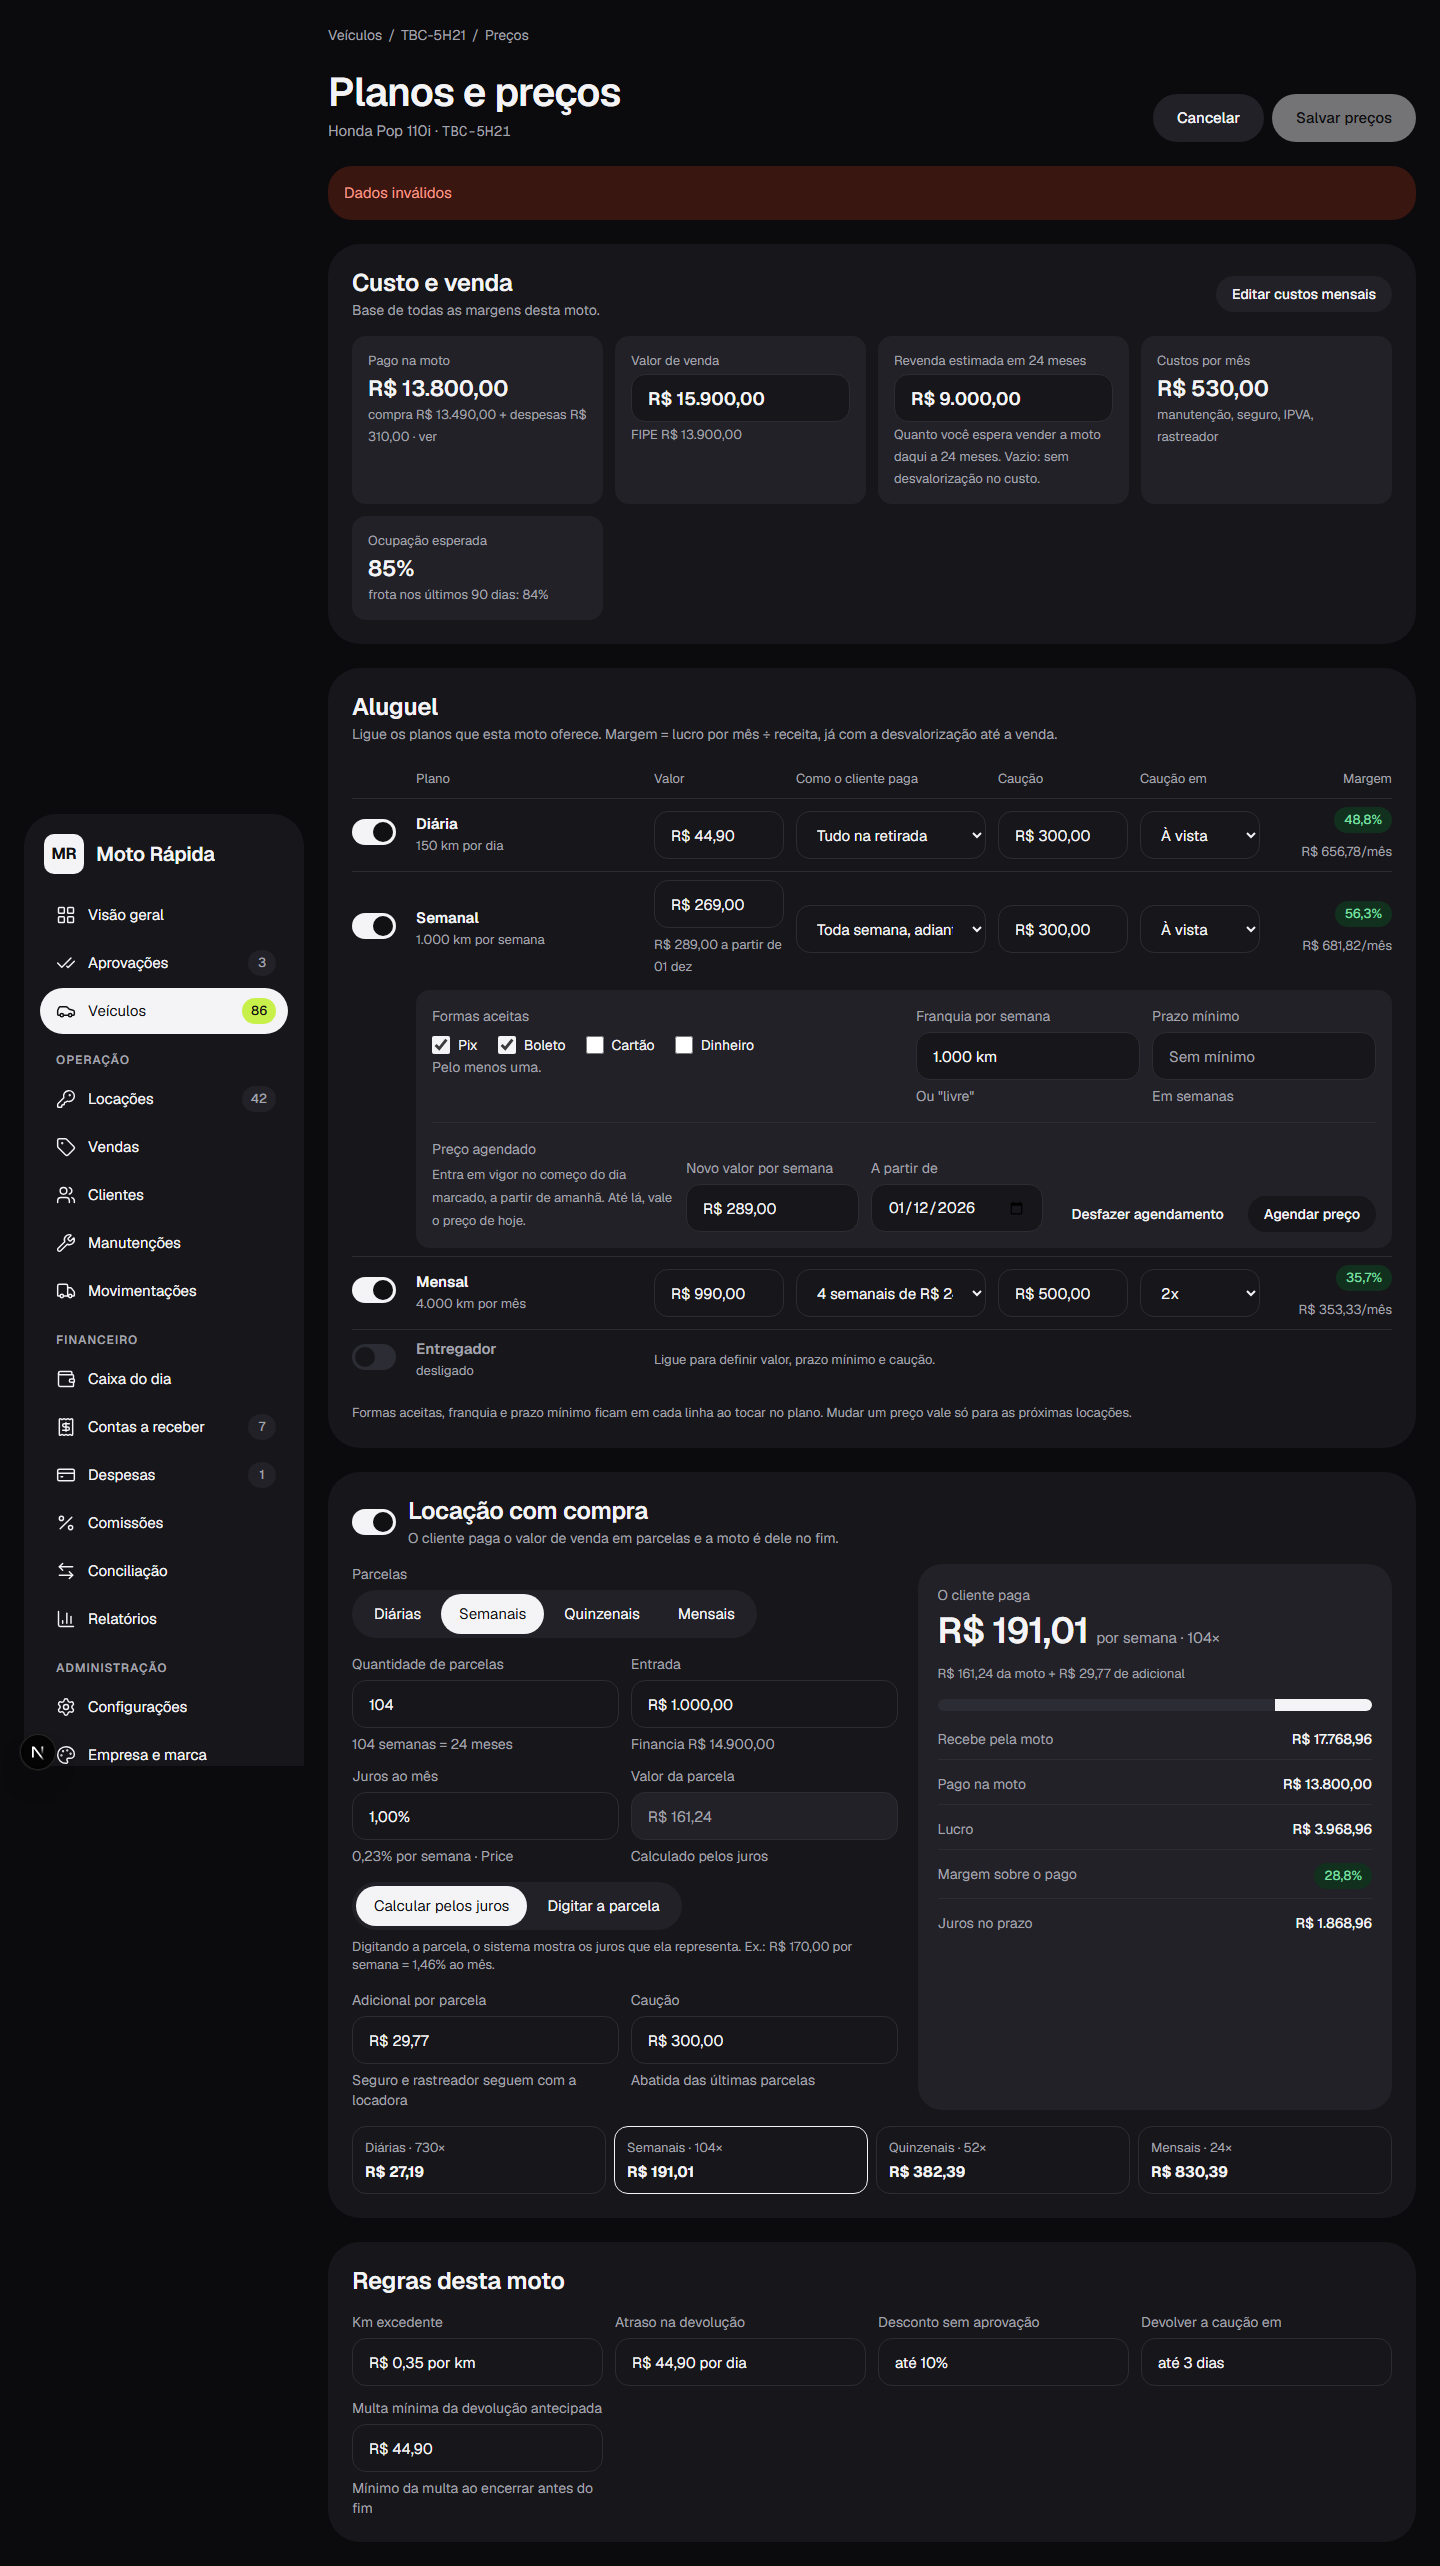 Veículos / TBC-5H21 / Preços
Planos e preços
Honda Pop 110i · TBC-5H21
Cancelar
Salvar preços
Dados inválidos
Custo e venda
Base de todas as margens desta moto.
Editar custos mensais
Pago na moto
R$ 13.800,00
compra R$ 13.490,00 + despesas R$
310,00 · ver
Valor de venda
R$ 15.900,00
FIPE R$ 13.900,00
Revenda estimada em 24 meses
R$ 9.000,00
Quanto você espera vender a moto
daqui a 24 meses. Vazio: sem
desvalorização no custo.
Custos por mês
R$ 530,00
manutenção, seguro, IPVA,
rastreador
Ocupação esperada
85%
frota nos últimos 90 dias: 84%
Aluguel
Ligue os planos que esta moto oferece. Margem = lucro por mês ÷ receita, já com a desvalorização até a venda.
Plano
Valor
Como o cliente paga
Caução
Caução em
Margem
Diária
150 km por dia
R$ 44,90
Tudo na retirada
R$ 300,00
À vista
48,8%
R$ 656,78/mês
Semanal
1.000 km por semana
R$ 269,00
R$ 289,00 a partir de
01 dez
Toda semana, adian
R$ 300,00
À vista
56,3%
R$ 681,82/mês
Formas aceitas
Pix
Boleto
Cartão
Dinheiro
Pelo menos uma.
Franquia por semana
1.000 km
Ou "livre"
Prazo mínimo
Sem mínimo
Em semanas
Preço agendado
Entra em vigor no começo do dia
marcado, a partir de amanhã. Até lá, vale
o preço de hoje.
Novo valor por semana
R$ 289,00
A partir de
01/12/2026
Desfazer agendamento
Agendar preço
Mensal
4.000 km por mês
R$ 990,00
4 semanais de R$ 2
R$ 500,00
2x
35,7%
R$ 353,33/mês
Entregador
desligado
Ligue para definir valor, prazo mínimo e caução.
Formas aceitas, franquia e prazo mínimo ficam em cada linha ao tocar no plano. Mudar um preço vale só para as próximas locações.
Locação com compra
O cliente paga o valor de venda em parcelas e a moto é dele no fim.
Parcelas
Diárias
Semanais
Quinzenais
Mensais
Quantidade de parcelas
104
104 semanas = 24 meses
Entrada
R$ 1.000,00
Financia R$ 14.900,00
Juros ao mês
1,00%
0,23% por semana · Price
Valor da parcela
R$ 161,24
Calculado pelos juros
Calcular pelos juros
Digitar a parcela
Digitando a parcela, o sistema mostra os juros que ela representa. Ex.: R$ 170,00 por
semana = 1,46% ao mês.
Adicional por parcela
R$ 29,77
Seguro e rastreador seguem com a
locadora
Caução
R$ 300,00
Abatida das últimas parcelas
O cliente paga
R$ 191,01 por semana · 104×
R$ 161,24 da moto + R$ 29,77 de adicional
Recebe pela moto
R$ 17.768,96
Pago na moto
R$ 13.800,00
Lucro
R$ 3.968,96
Margem sobre o pago
28,8%
Juros no prazo
R$ 1.868,96
Diárias · 730×
R$ 27,19
Semanais · 104×
R$ 191,01
Quinzenais · 52×
R$ 382,39
Mensais · 24×
R$ 830,39
Regras desta moto
Km excedente
R$ 0,35 por km
Atraso na devolução
R$ 44,90 por dia
Desconto sem aprovação
até 10%
Devolver a caução em
até 3 dias
Multa mínima da devolução antecipada
R$ 44,90
Mínimo da multa ao encerrar antes do
fim
MR
Moto Rápida
Visão geral
Aprovações
3
Veículos
86
OPERAÇÃO
Locações
42
Vendas
Clientes
Manutenções
Movimentações
FINANCEIRO
Caixa do dia
Contas a receber
7
Despesas
1
Comissões
Conciliação
Relatórios
ADMINISTRAÇÃO
Configurações
N
Empresa e marca